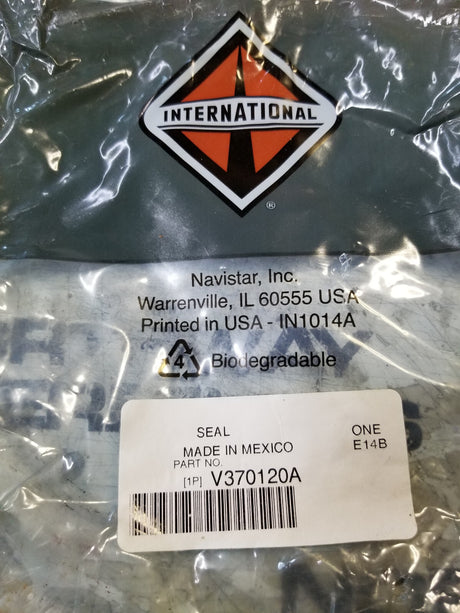 INTERNATIONAL
®
Navistar, Inc.
Warrenville, IL 60555 USA
Printed in USA - IN1014A
4 Biodegradable
SEAL ONE
MADE IN MEXICO E14B
PART NO.
[1P] V370120A